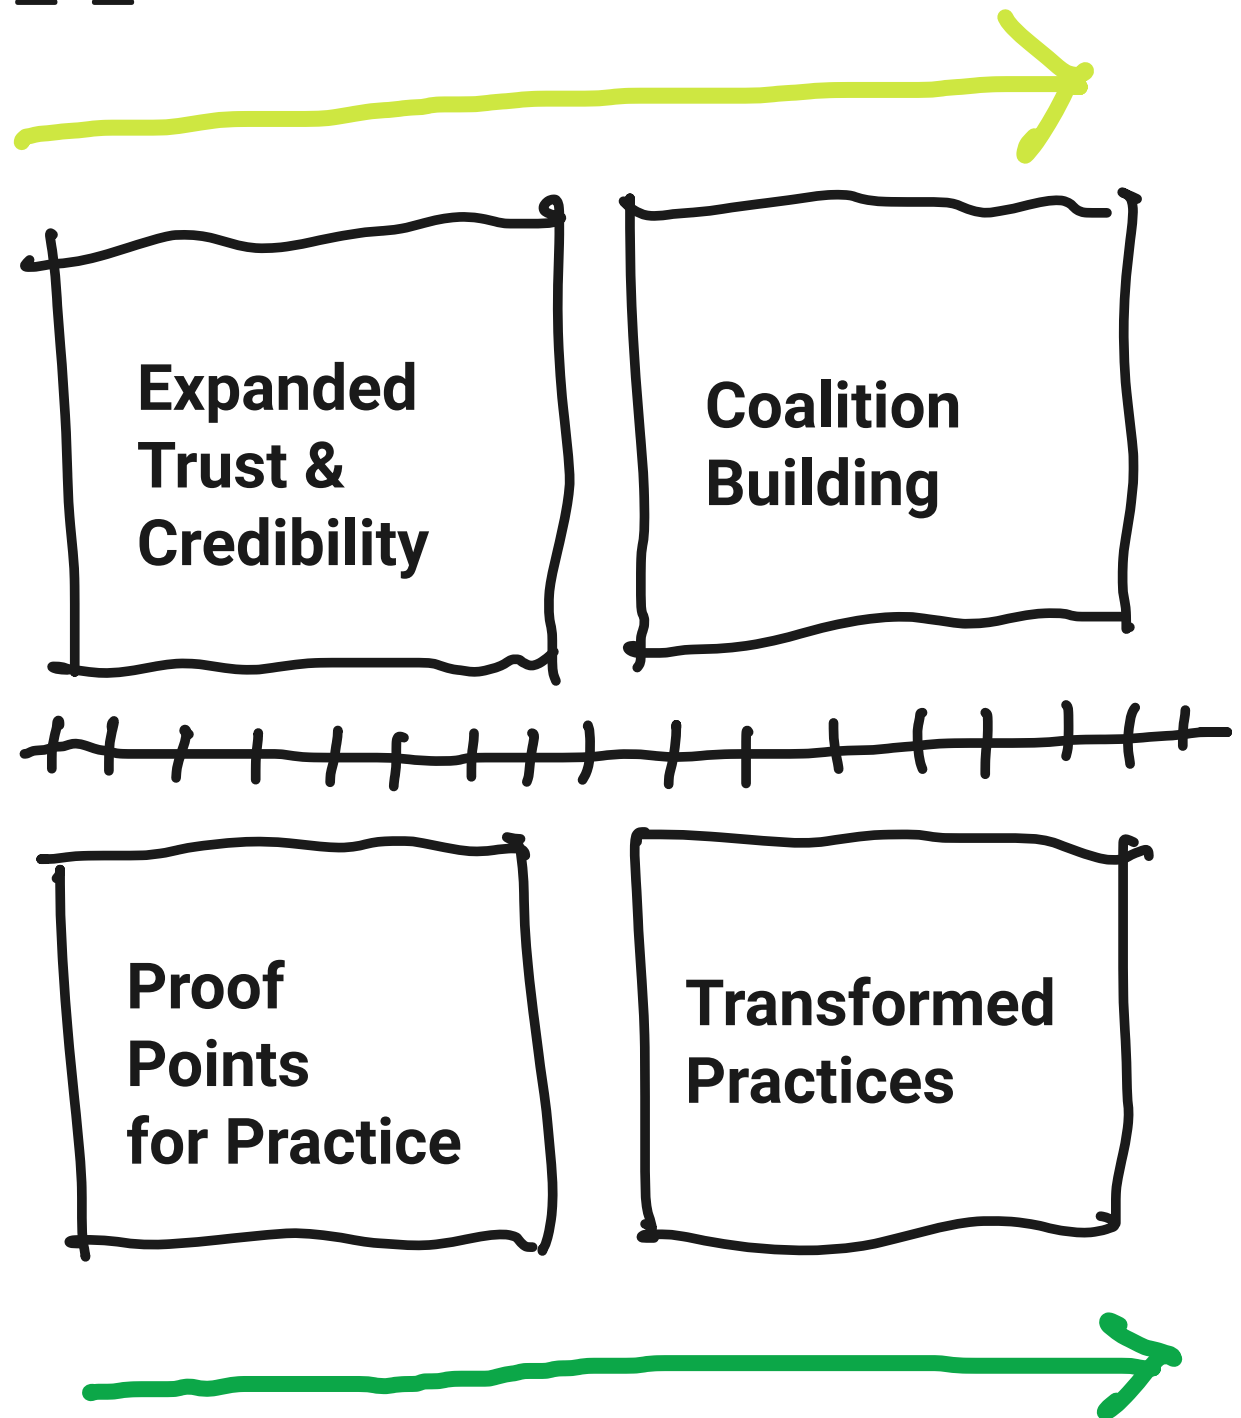 Expanded
Trust &
Credibility
Coalition
Building
Proof
Points
for Practice
Transformed
Practices